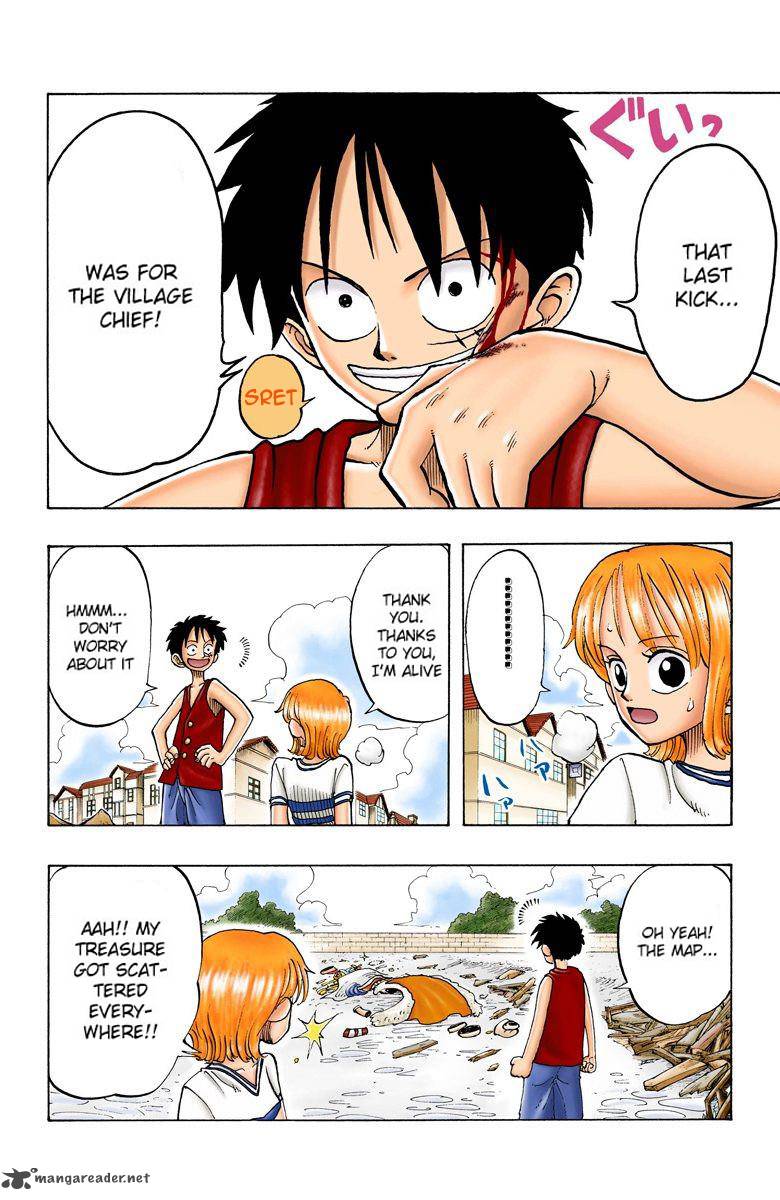 ぐいっ
THAT
LAST
KICK...
WAS FOR
THE VILLAGE
CHIEF!
SRET
ハァ
ハァ
THANK
YOU.
THANKS
TO YOU,
I'M ALIVE
HMMM...
DON'T
WORRY
ABOUT IT
OH YEAH!
THE MAP...
AAH!! MY
TREASURE
GOT SCAT-
TERED
EVERY-
WHERE!!
mangareader.net